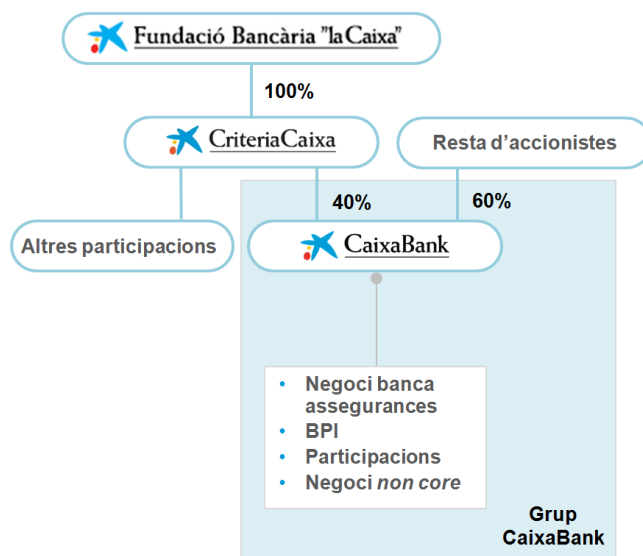 Fundació Bancària "la Caixa"
100%
CriteriaCaixa
Resta d'accionistes
40%
60%
Altres participacions
CaixaBank
• Negoci banca
assegurances
• BPI
• Participacions
• Negoci non core
Grup
CaixaBank